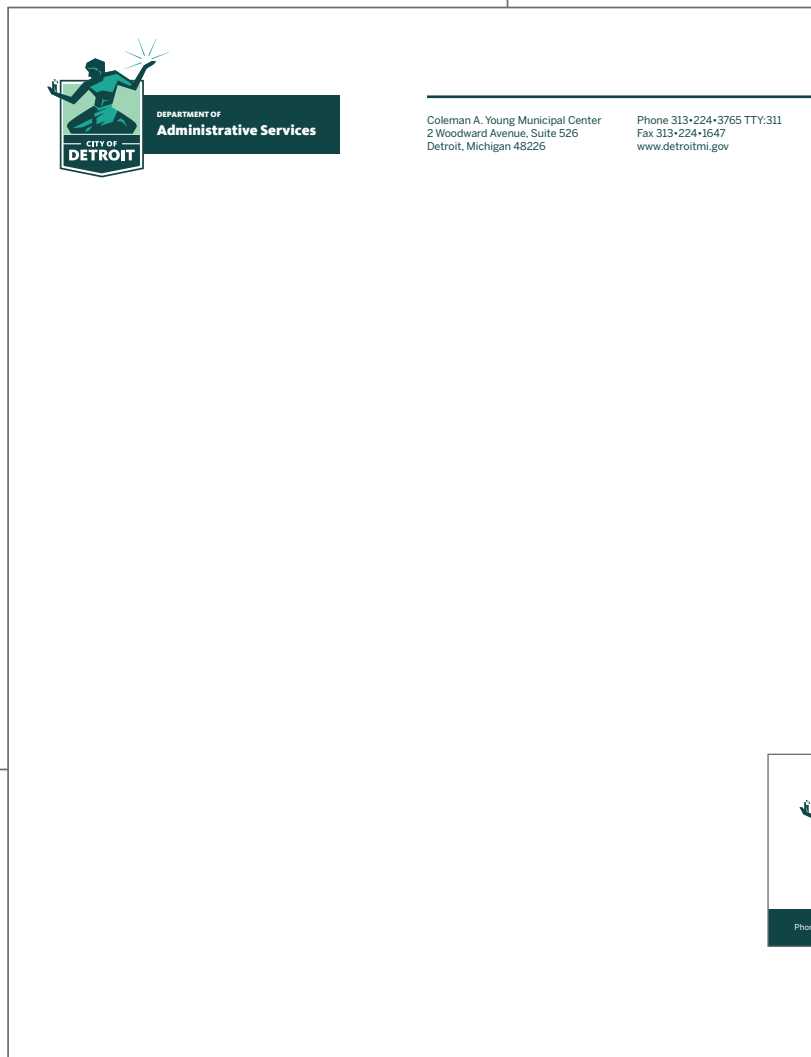 DEPARTMENT OF
Administrative Services
CITY OF
DETROIT
Coleman A. Young Municipal Center
2 Woodward Avenue, Suite 526
Detroit, Michigan 48226
Phone 313•224•3765 TTY:311
Fax 313•224•1647
www.detroitmi.gov